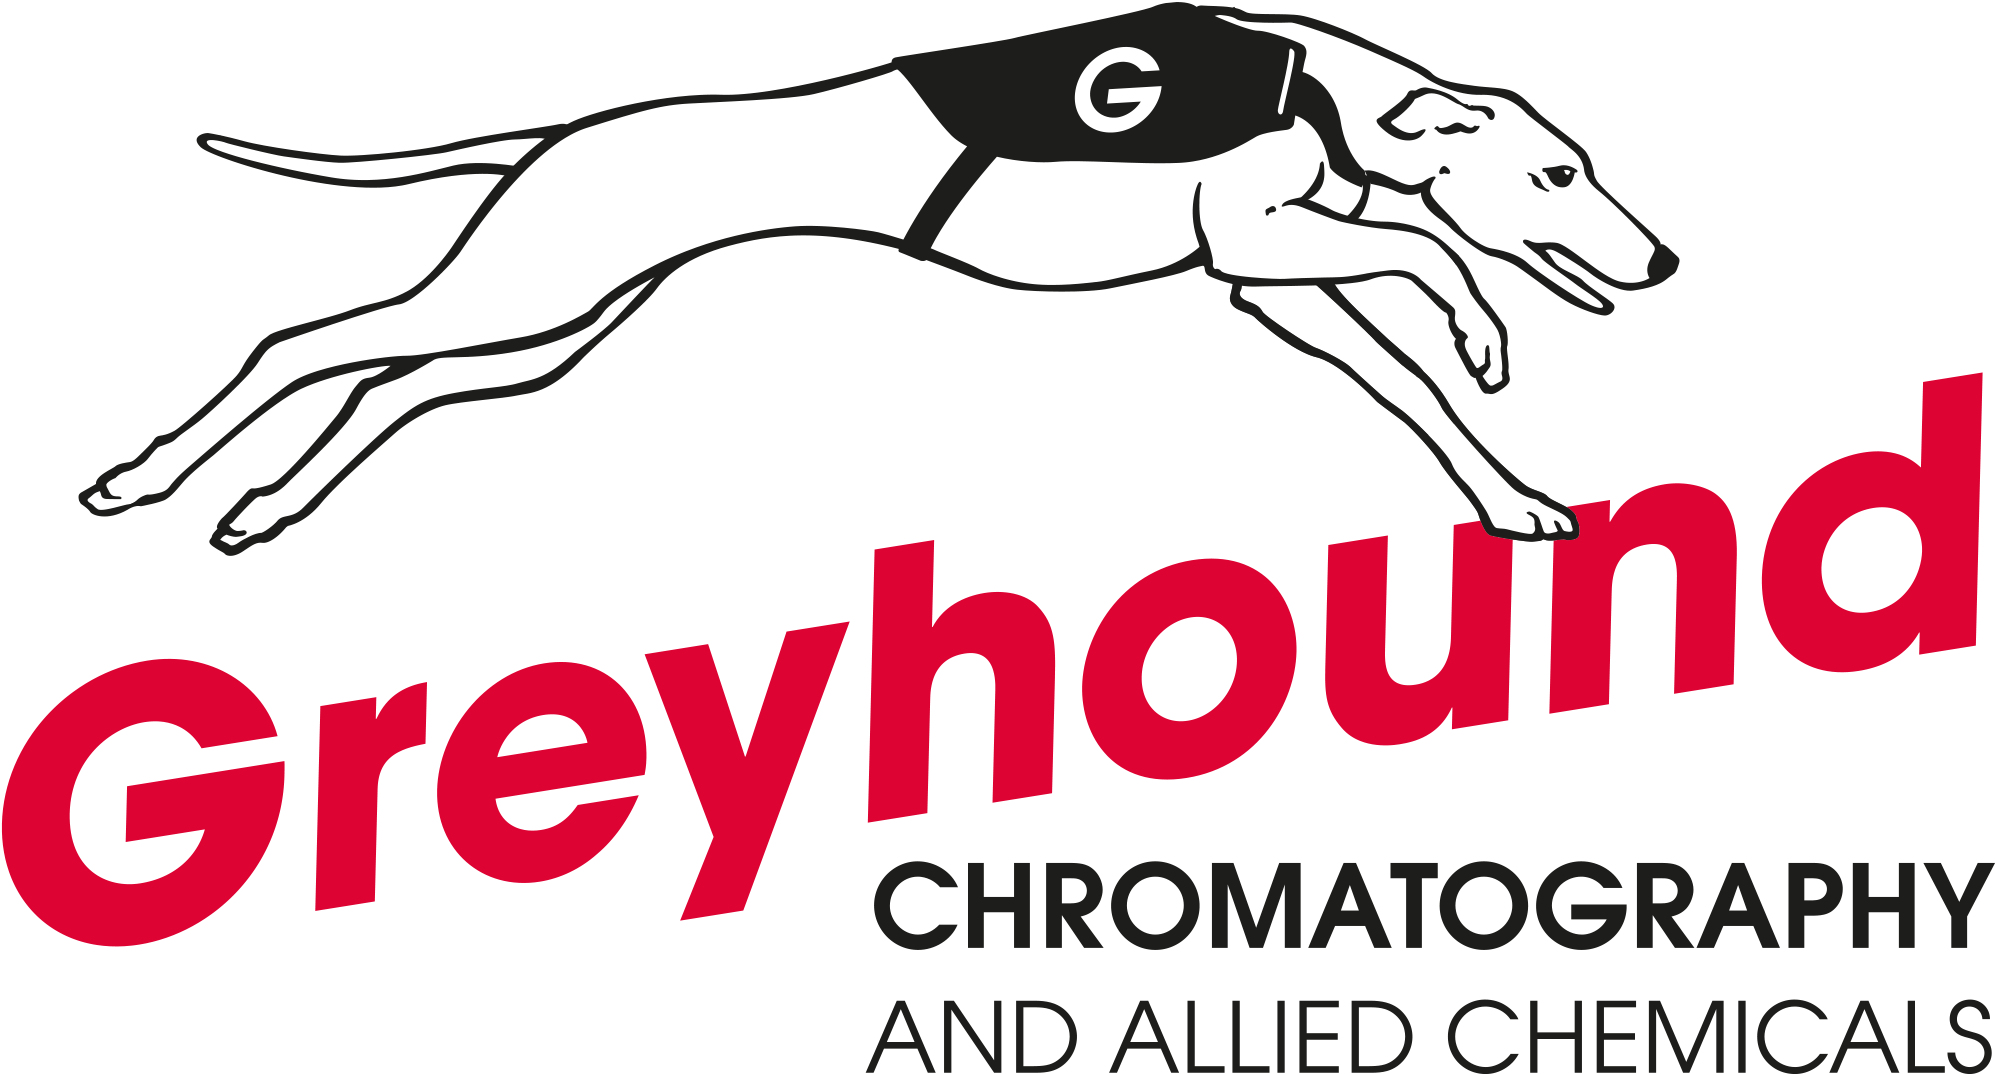 G
Greyhound
CHROMATOGRAPHY
AND ALLIED CHEMICALS